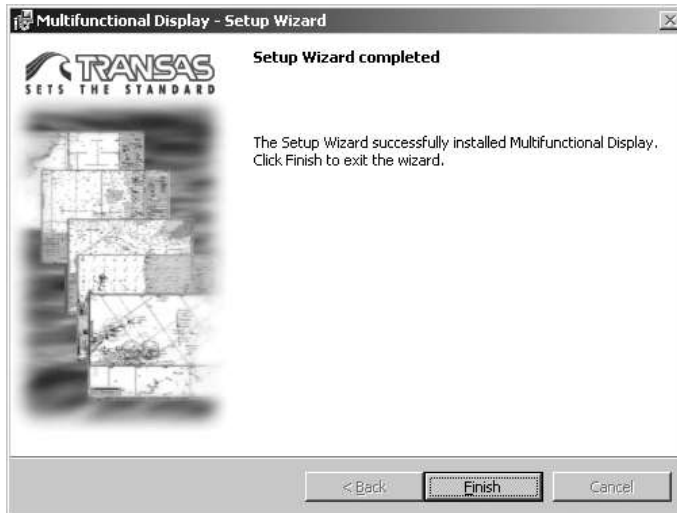 Multifunctional Display - Setup Wizard
TRANSAS
SETS THE STANDARD
Setup Wizard completed
The Setup Wizard successfully installed Multifunctional Display.
Click Finish to exit the wizard.
< Back
Finish
Cancel